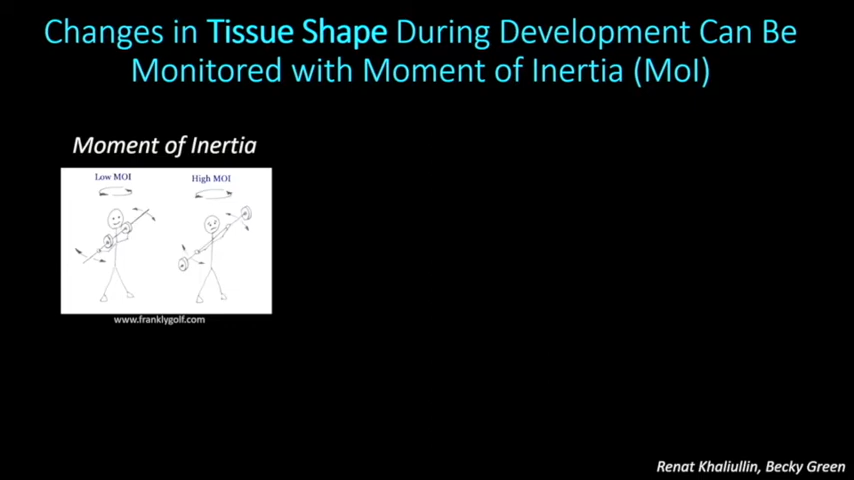 Changes in Tissue Shape During Development Can Be
Monitored with Moment of Inertia (MoI)
Moment of Inertia
Low MOI
High MOI
www.franklygolf.com
Renat Khaliullin, Becky Green